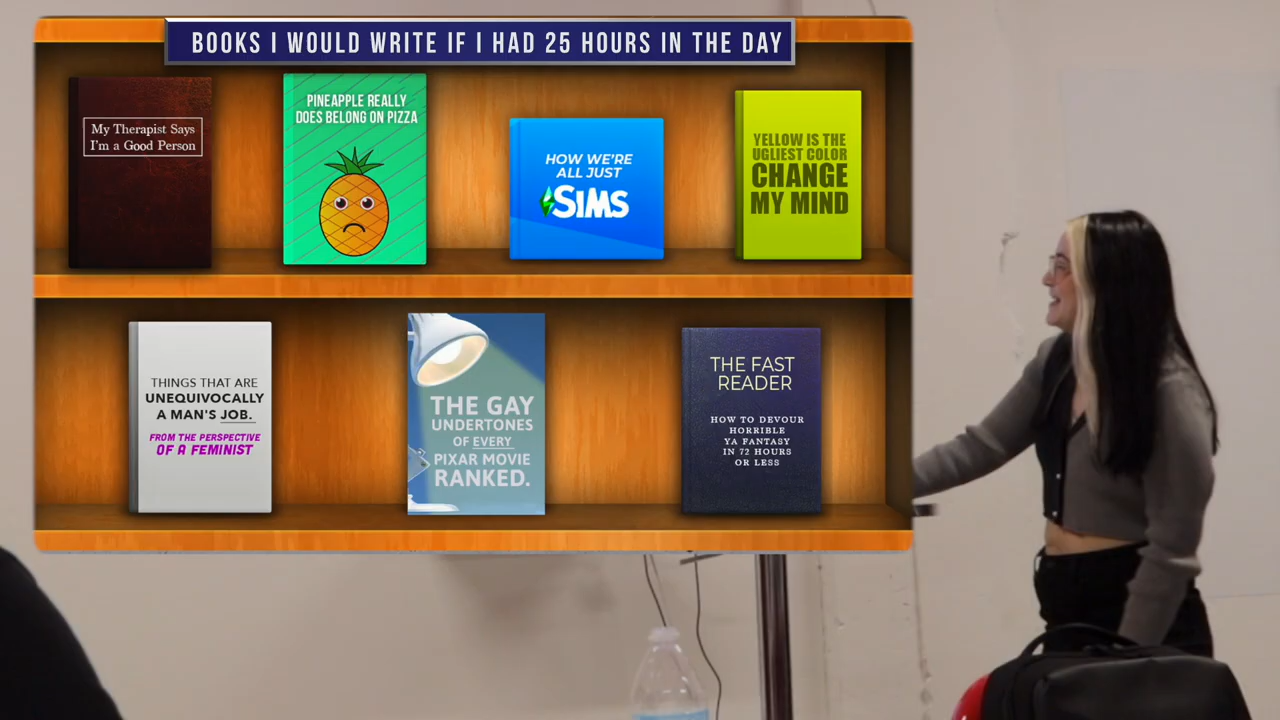 BOOKS I WOULD WRITE IF I HAD 25 HOURS IN THE DAY
My Therapist Says
I'm a Good Person
PINEAPPLE REALLY
DOES BELONG ON PIZZA
HOW WE'RE
ALL JUST
SIMS
YELLOW IS THE
UGLIEST COLOR
CHANGE
MY MIND
THINGS THAT ARE
UNEQUIVOCALLY
A MAN'S JOB.
FROM THE PERSPECTIVE
OF A FEMINIST
THE GAY
UNDERTONES
OF EVERY
PIXAR MOVIE
RANKED.
THE FAST
READER
HOW TO DEVOUR
HORRIBLE
YA FANTASY
IN 72 HOURS
OR LESS